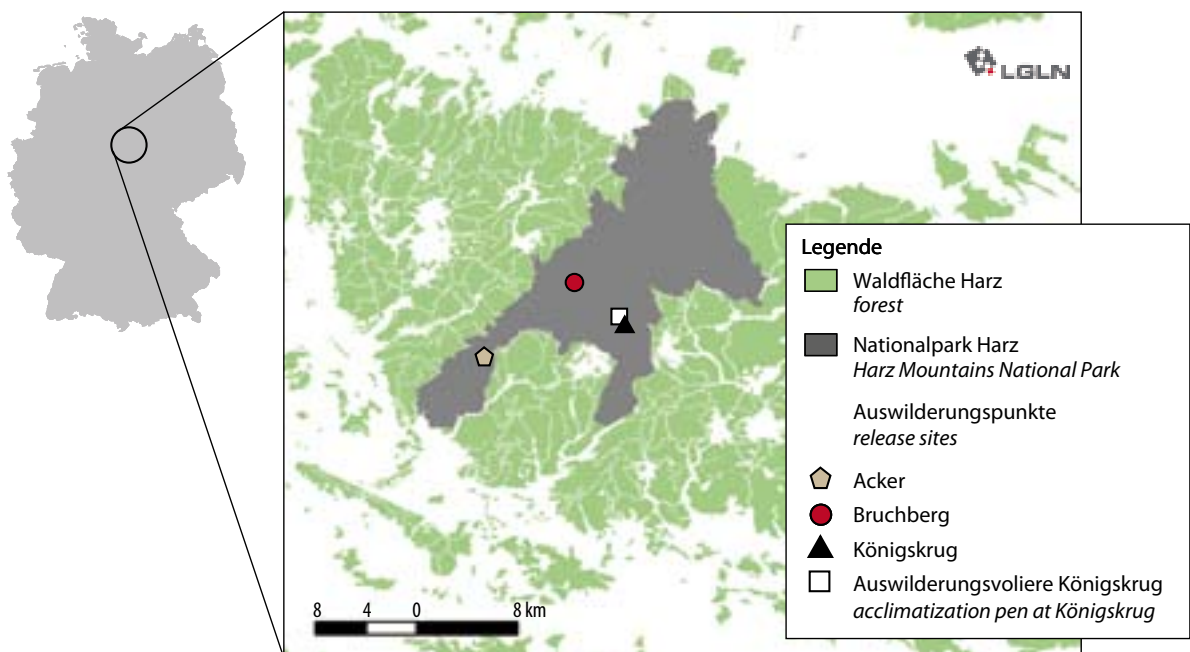 LGLN
Legende
Waldfläche Harz
forest
Nationalpark Harz
Harz Mountains National Park
Auswilderungspunkte
release sites
Acker
Bruchberg
Königskrug
Auswilderungsvoliere Königskrug
acclimatization pen at Königskrug
8 4 0 8 km